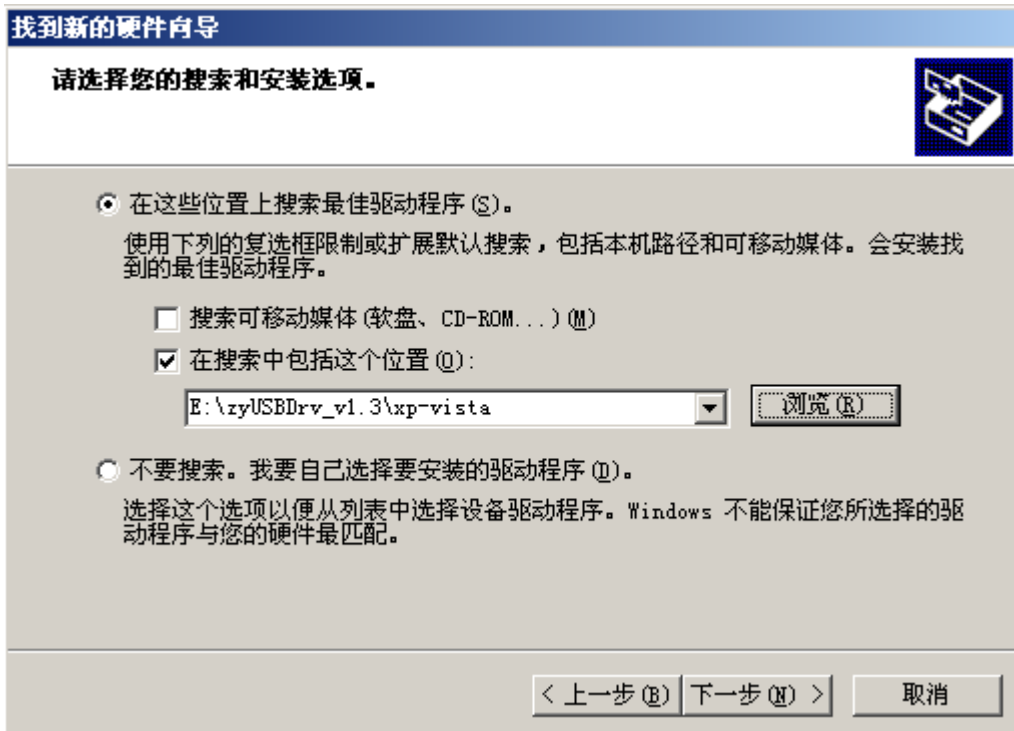 找到新的硬件向导
请选择您的搜索和安装选项。
在这些位置上搜索最佳驱动程序(S)。
使用下列的复选框限制或扩展默认搜索，包括本机路径和可移动媒体。会安装找
到的最佳驱动程序。
搜索可移动媒体(软盘、CD-ROM...)(M)
在搜索中包括这个位置(O):
E:\zyUSBDrv_v1.3\xp-vista
浏览(R)
不要搜索。我要自己选择要安装的驱动程序(D)。
选择这个选项以便从列表中选择设备驱动程序。Windows 不能保证您所选择的驱
动程序与您的硬件最匹配。
< 上一步(B) 下一步(N) > 取消